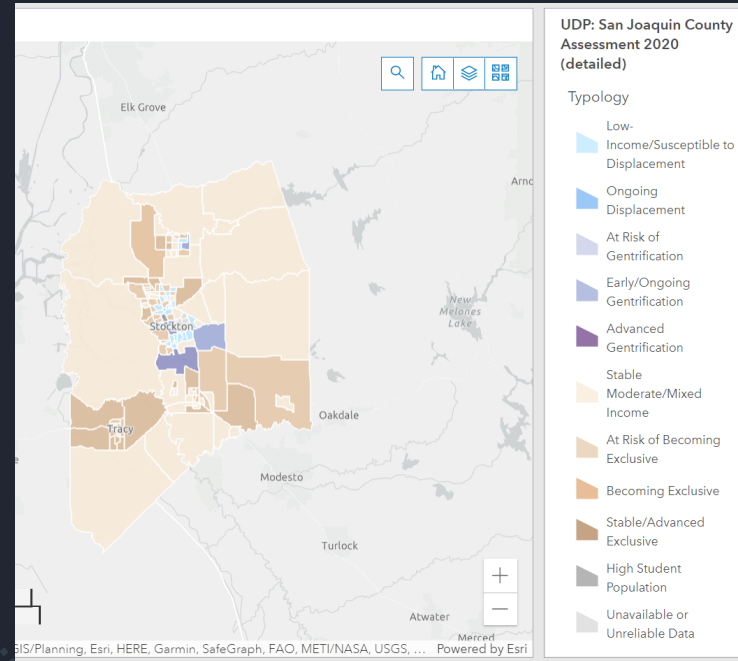 UDP: San Joaquin County
Assessment 2020
(detailed)
Typology
Low-
Income/Susceptible to
Displacement
Ongoing
Displacement
At Risk of
Gentrification
Early/Ongoing
Gentrification
Advanced
Gentrification
Stable
Moderate/Mixed
Income
At Risk of Becoming
Exclusive
Becoming Exclusive
Stable/Advanced
Exclusive
High Student
Population
Unavailable or
Unreliable Data
Elk Grove
Arno
New
Melones
Lake
Stockton
Oakdale
Tracy
Modesto
Turlock
Atwater
Merced
GIS/Planning, Esri, HERE, Garmin, SafeGraph, FAO, METI/NASA, USGS, ... Powered by Esri